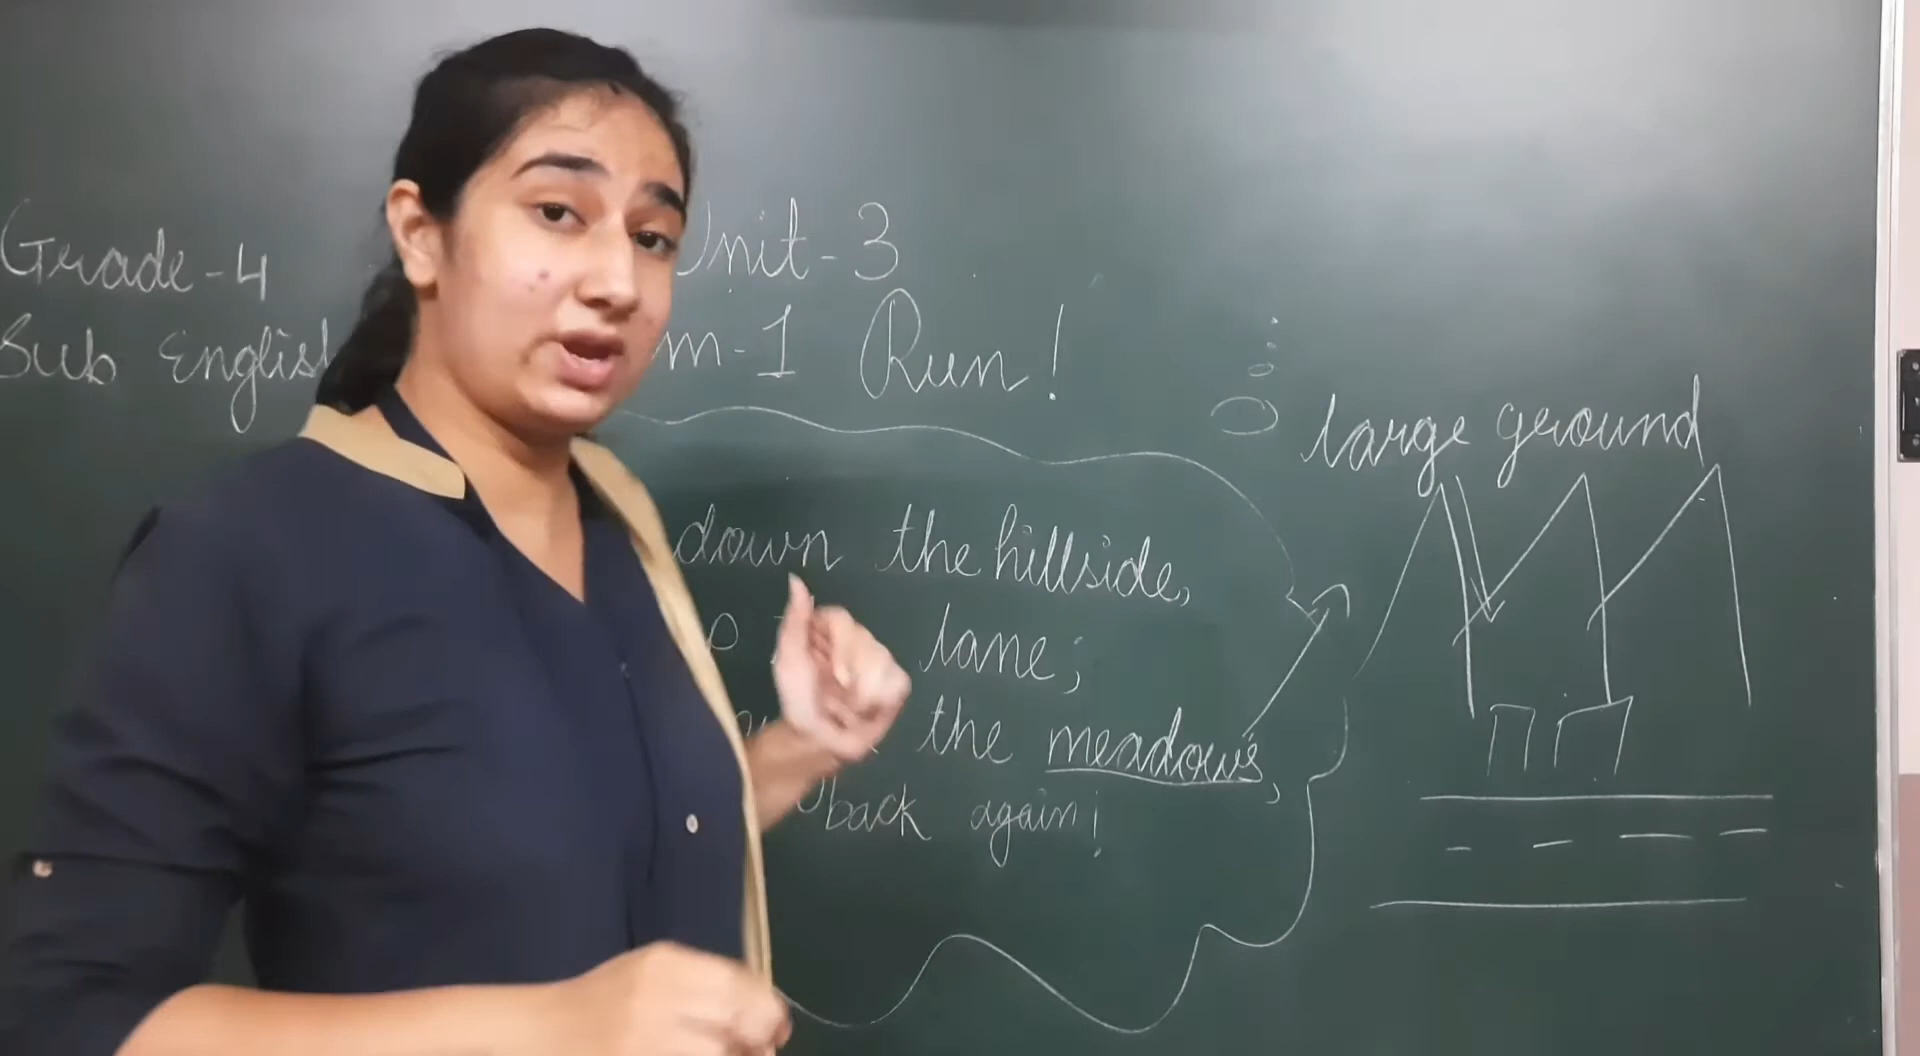 Grade-4
Unit-3
Sub English
m-1 Run!
large ground
down the hillside,
lane;
the meadows,
back again!